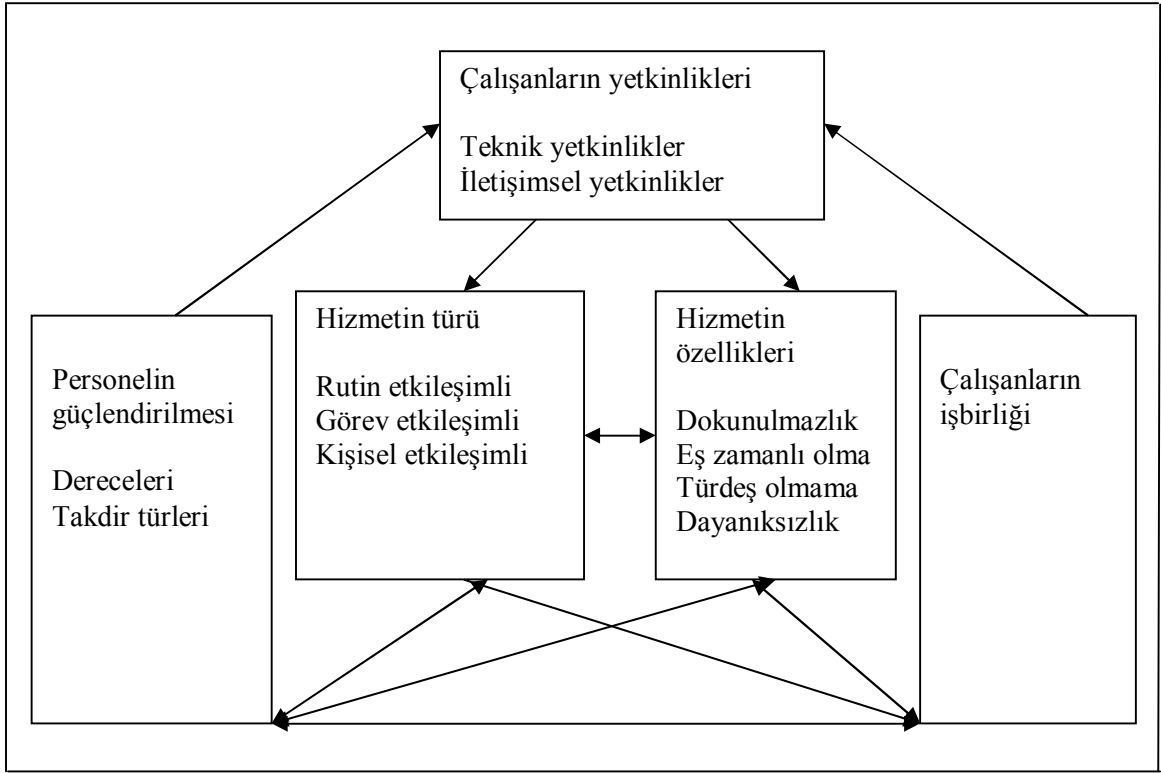 Çalışanların yetkinlikleri
Teknik yetkinlikler
İletişimsel yetkinlikler
Personelin
güçlendirilmesi
Dereceleri
Takdir türleri
Hizmetin türü
Rutin etkileşimli
Görev etkileşimli
Kişisel etkileşimli
Hizmetin
özellikleri
Dokunulmazlık
Eş zamanlı olma
Türdeş olmama
Dayanıksızlık
Çalışanların
işbirliği